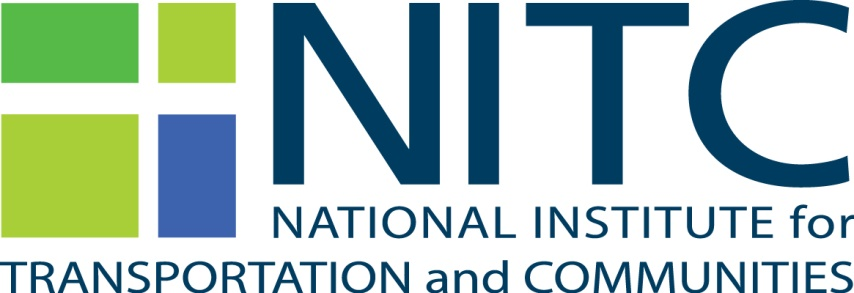 NITC
NATIONAL INSTITUTE for
TRANSPORTATION and COMMUNITIES